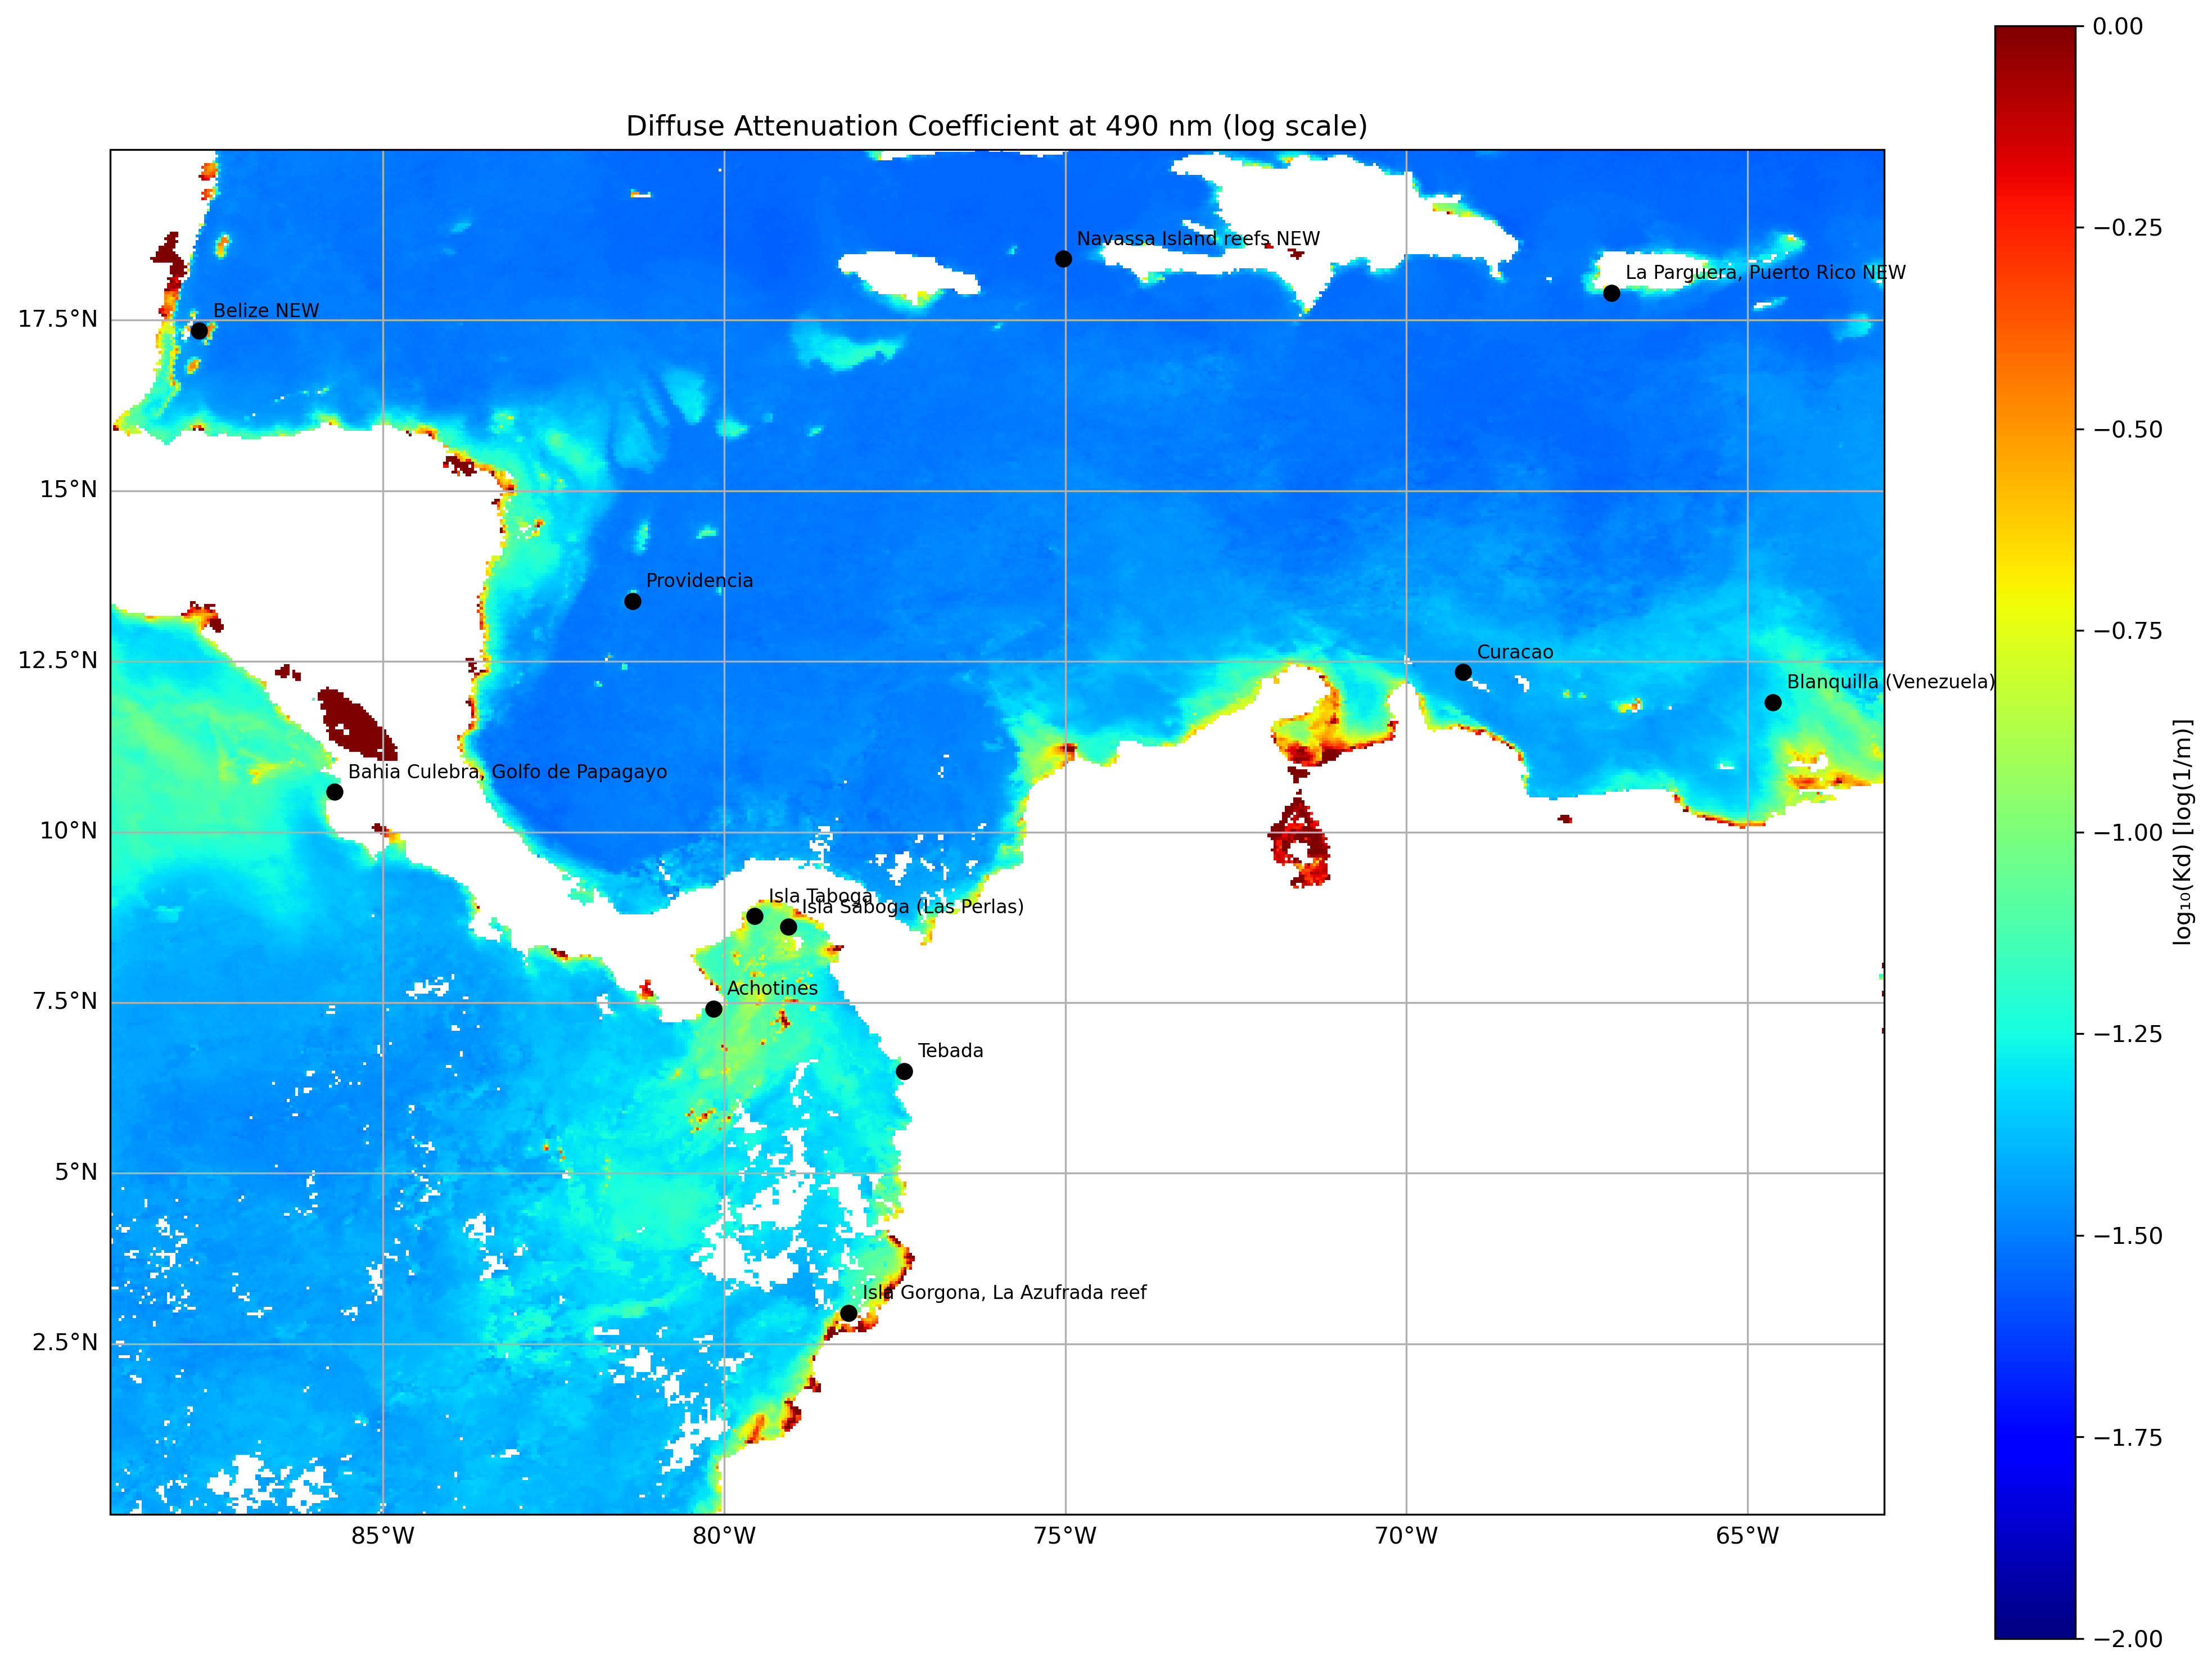 Diffuse Attenuation Coefficient at 490 nm (log scale)
Navassa Island reefs NEW
La Parguera, Puerto Rico NEW
Belize NEW
Providencia
Curacao
Blanquilla (Venezuela)
Bahia Culebra, Golfo de Papagayo
Isla Taboga
Isla Saboga (Las Perlas)
Achotines
Tebada
Isla Gorgona, La Azufrada reef
17.5°N
15°N
12.5°N
10°N
7.5°N
5°N
2.5°N
85°W
80°W
75°W
70°W
65°W
0.00
−0.25
−0.50
−0.75
−1.00
−1.25
−1.50
−1.75
−2.00
log₁₀(Kd) [log(1/m)]